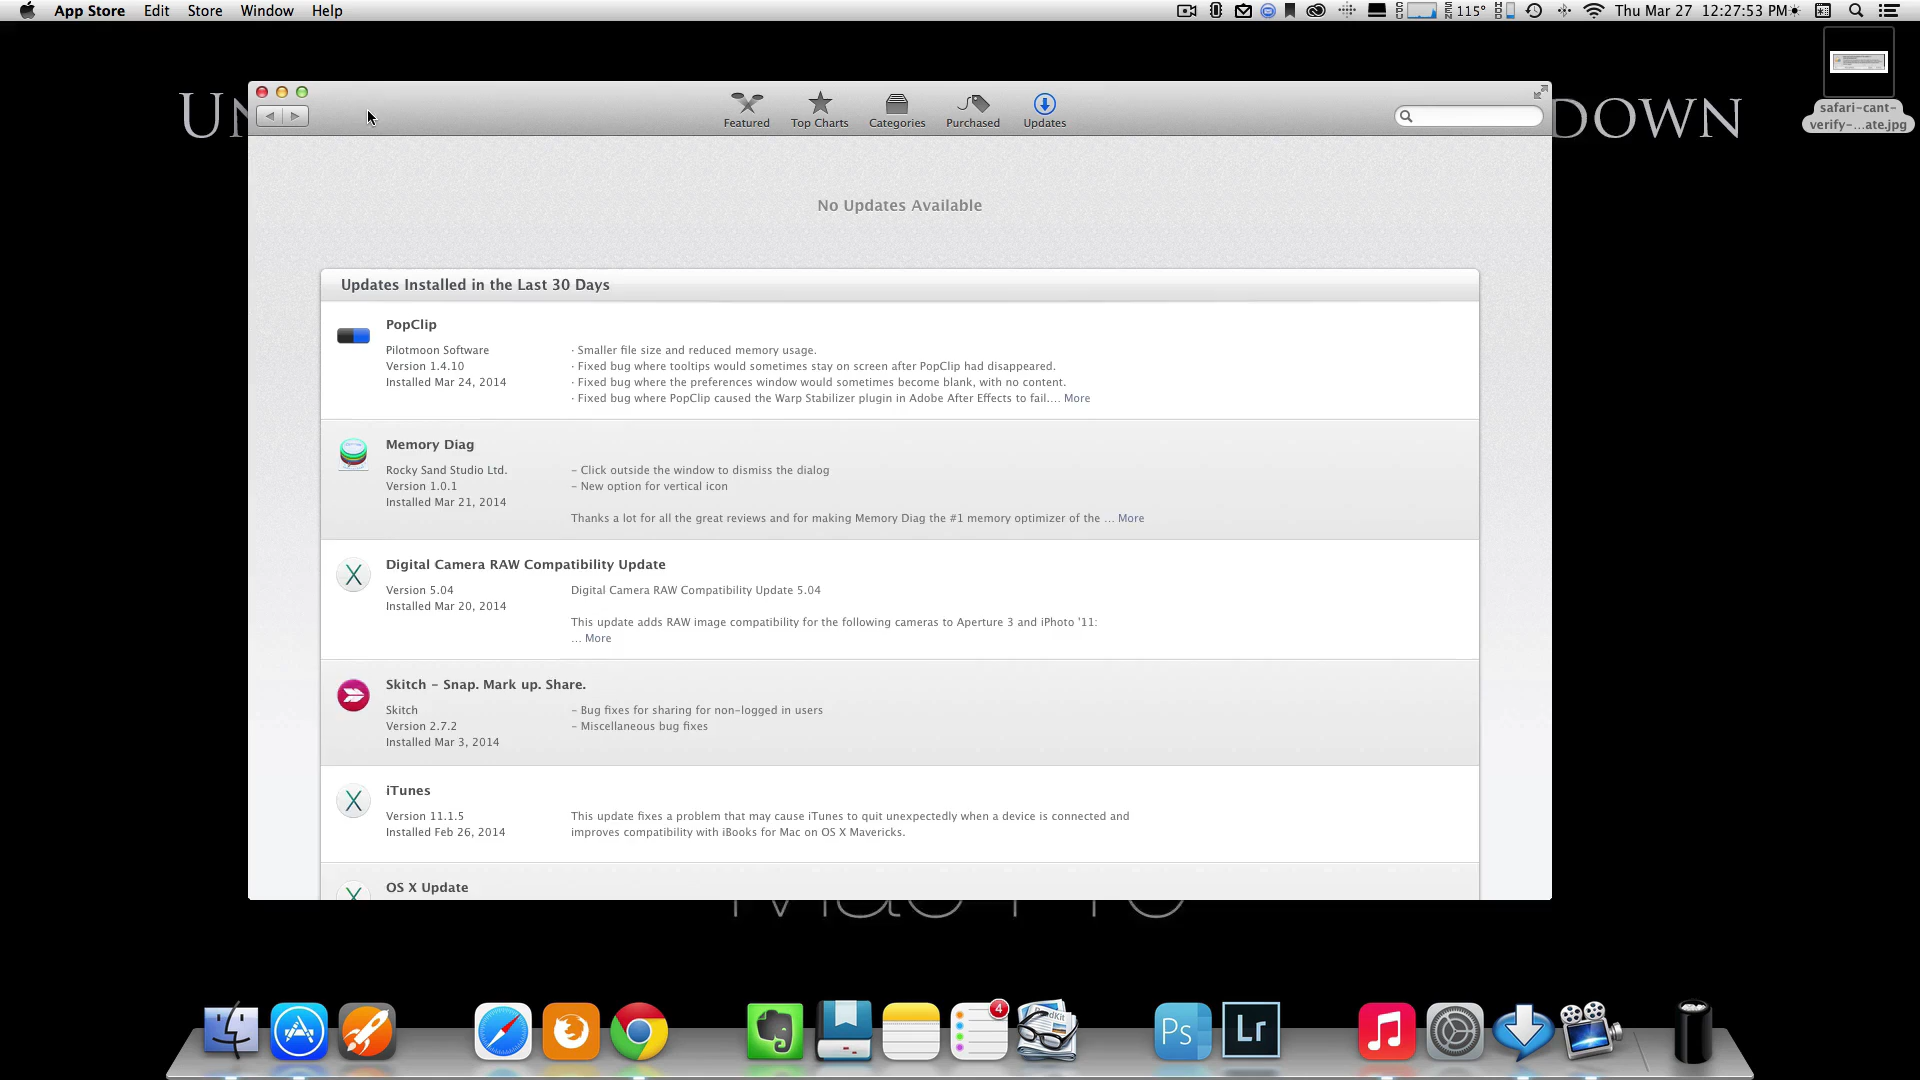 App Store Edit Store Window Help
115° Thu Mar 27 12:27:53 PM
safari-cant-
verify-...ate.jpg
DOWN
Featured Top Charts Categories Purchased Updates
No Updates Available
Updates Installed in the Last 30 Days
PopClip
Pilotmoon Software
Version 1.4.10
Installed Mar 24, 2014
· Smaller file size and reduced memory usage.
· Fixed bug where tooltips would sometimes stay on screen after PopClip had disappeared.
· Fixed bug where the preferences window would sometimes become blank, with no content.
· Fixed bug where PopClip caused the Warp Stabilizer plugin in Adobe After Effects to fail.... More
Memory Diag
Rocky Sand Studio Ltd.
Version 1.0.1
Installed Mar 21, 2014
– Click outside the window to dismiss the dialog
– New option for vertical icon
Thanks a lot for all the great reviews and for making Memory Diag the #1 memory optimizer of the ... More
Digital Camera RAW Compatibility Update
Version 5.04
Installed Mar 20, 2014
Digital Camera RAW Compatibility Update 5.04
This update adds RAW image compatibility for the following cameras to Aperture 3 and iPhoto '11:
... More
Skitch – Snap. Mark up. Share.
Skitch
Version 2.7.2
Installed Mar 3, 2014
– Bug fixes for sharing for non-logged in users
– Miscellaneous bug fixes
iTunes
Version 11.1.5
Installed Feb 26, 2014
This update fixes a problem that may cause iTunes to quit unexpectedly when a device is connected and
improves compatibility with iBooks for Mac on OS X Mavericks.
OS X Update
4
Ps
Lr